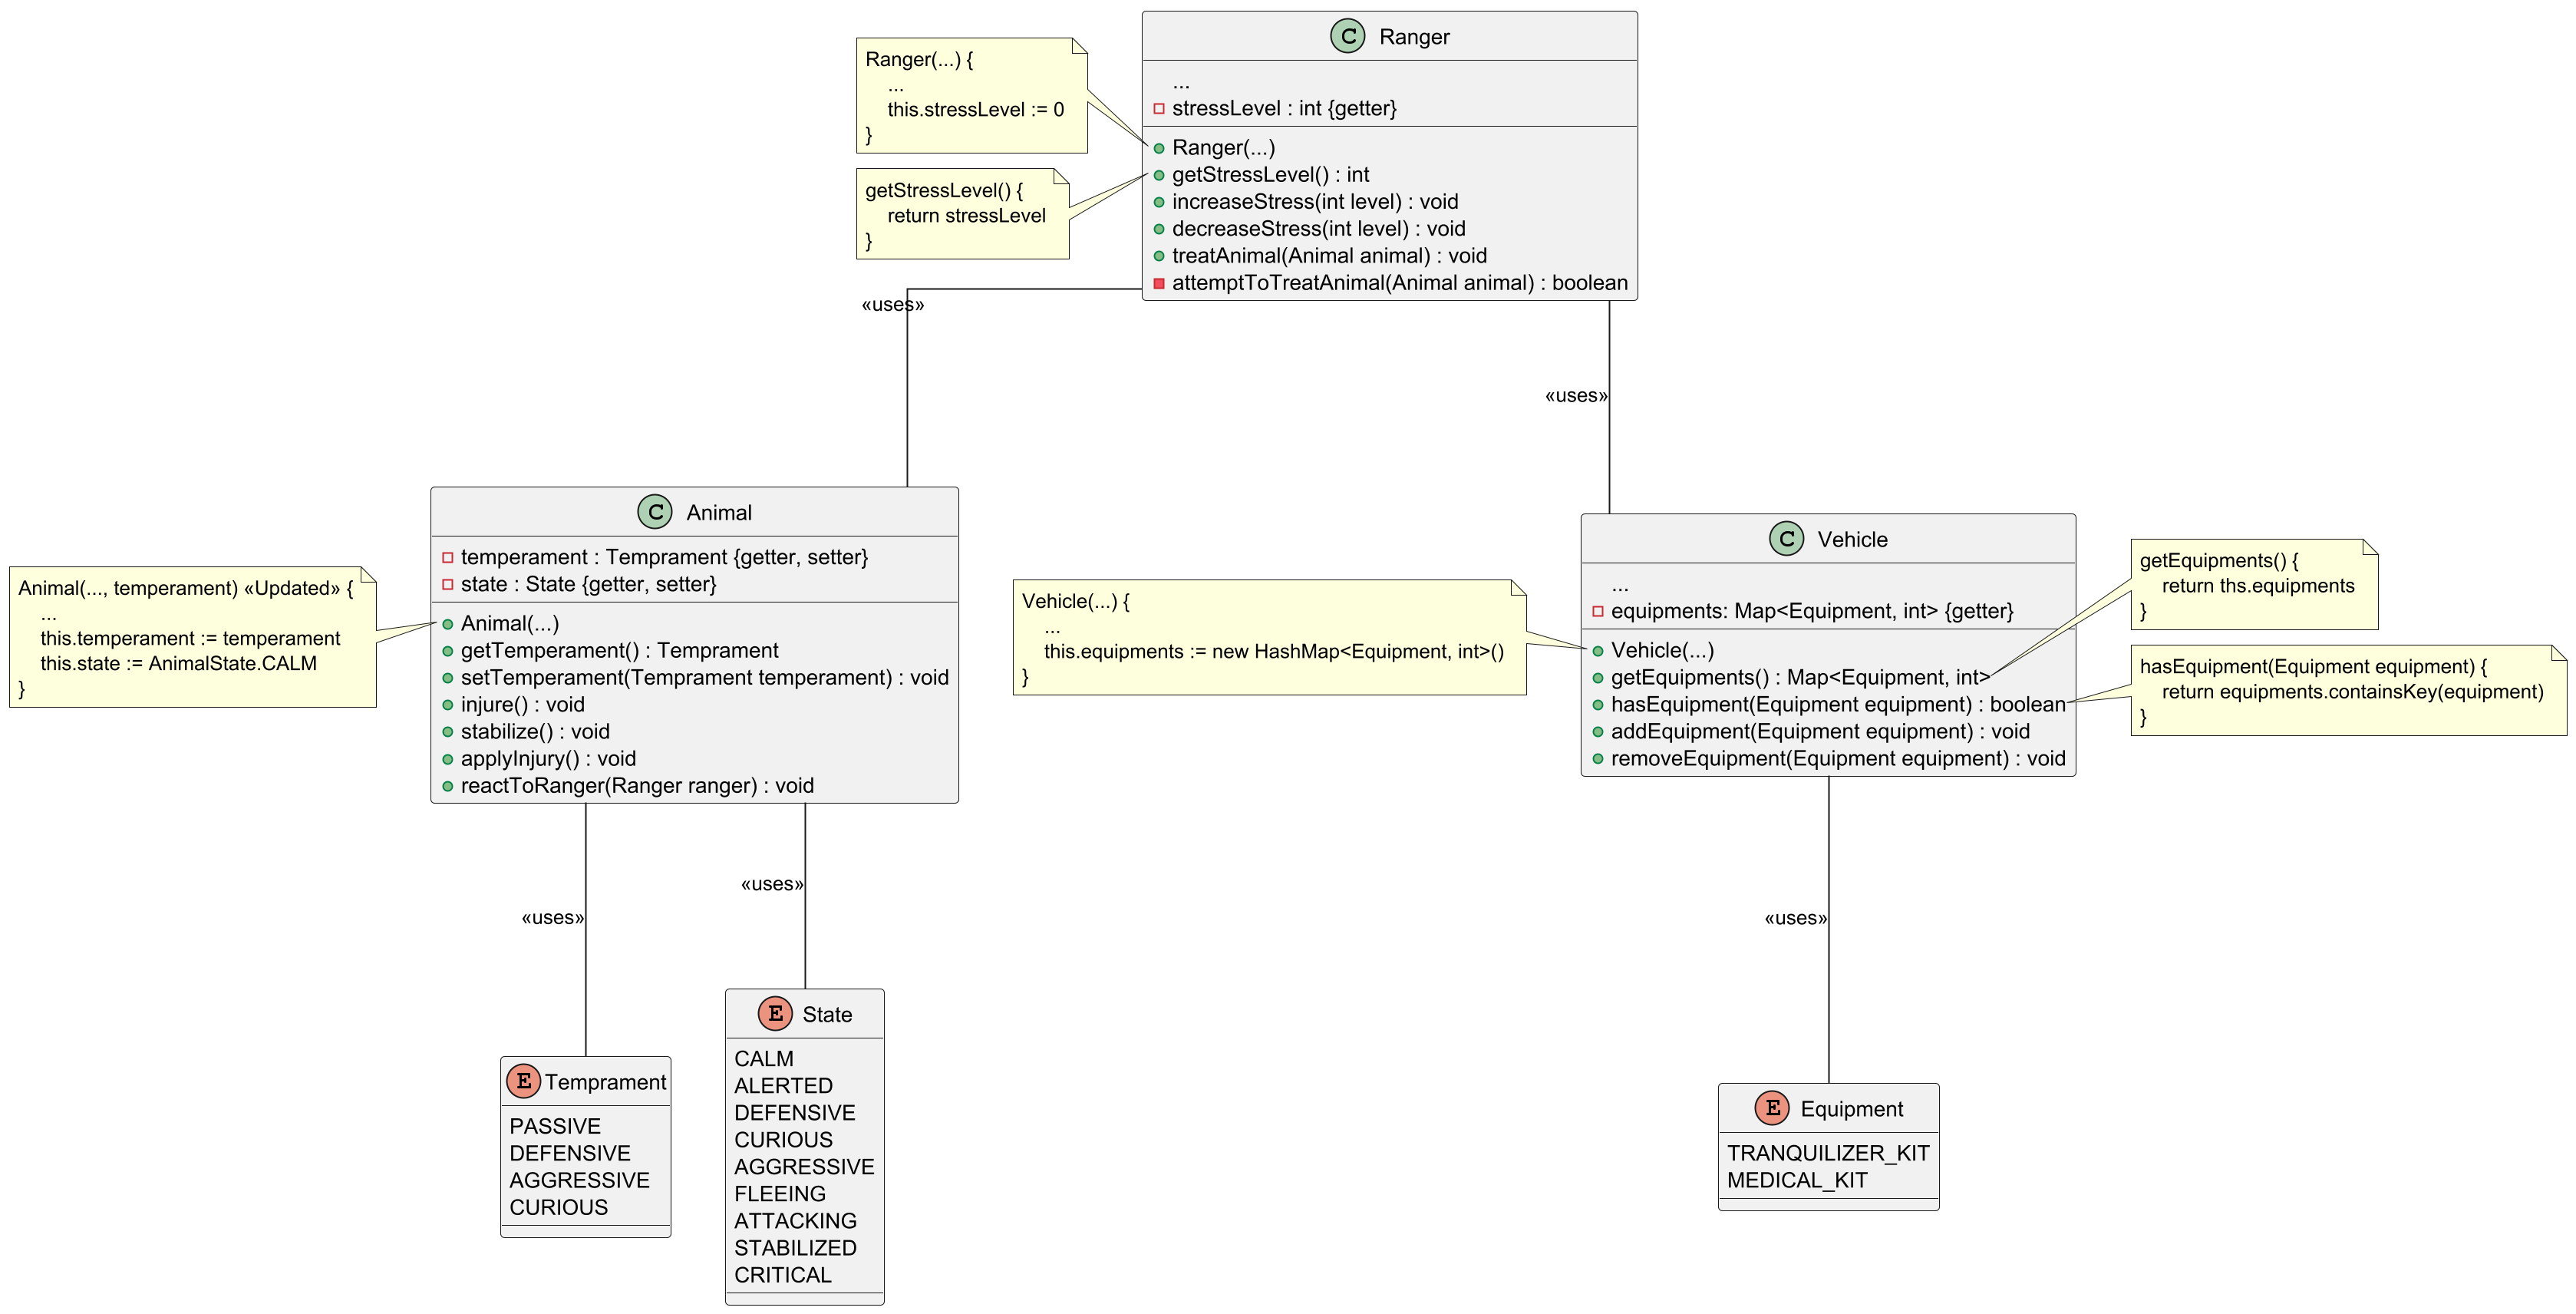 Ranger(...) {
...
this.stressLevel := 0
}
getStressLevel() {
return stressLevel
}
C Ranger
...
stressLevel : int {getter}
Ranger(...)
getStressLevel() : int
increaseStress(int level) : void
decreaseStress(int level) : void
treatAnimal(Animal animal) : void
attemptToTreatAnimal(Animal animal) : boolean
«uses»
«uses»
Animal(..., temperament) «Updated» {
...
this.temperament := temperament
this.state := AnimalState.CALM
}
C Animal
temperament : Temprament {getter, setter}
state : State {getter, setter}
Animal(...)
getTemperament() : Temprament
setTemperament(Temprament temperament) : void
injure() : void
stabilize() : void
applyInjury() : void
reactToRanger(Ranger ranger) : void
Vehicle(...) {
...
this.equipments := new HashMap<Equipment, int>()
}
C Vehicle
...
equipments: Map<Equipment, int> {getter}
Vehicle(...)
getEquipments() : Map<Equipment, int>
hasEquipment(Equipment equipment) : boolean
addEquipment(Equipment equipment) : void
removeEquipment(Equipment equipment) : void
getEquipments() {
return ths.equipments
}
hasEquipment(Equipment equipment) {
return equipments.containsKey(equipment)
}
«uses»
«uses»
«uses»
E Temprament
PASSIVE
DEFENSIVE
AGGRESSIVE
CURIOUS
E State
CALM
ALERTED
DEFENSIVE
CURIOUS
AGGRESSIVE
FLEEING
ATTACKING
STABILIZED
CRITICAL
E Equipment
TRANQUILIZER_KIT
MEDICAL_KIT